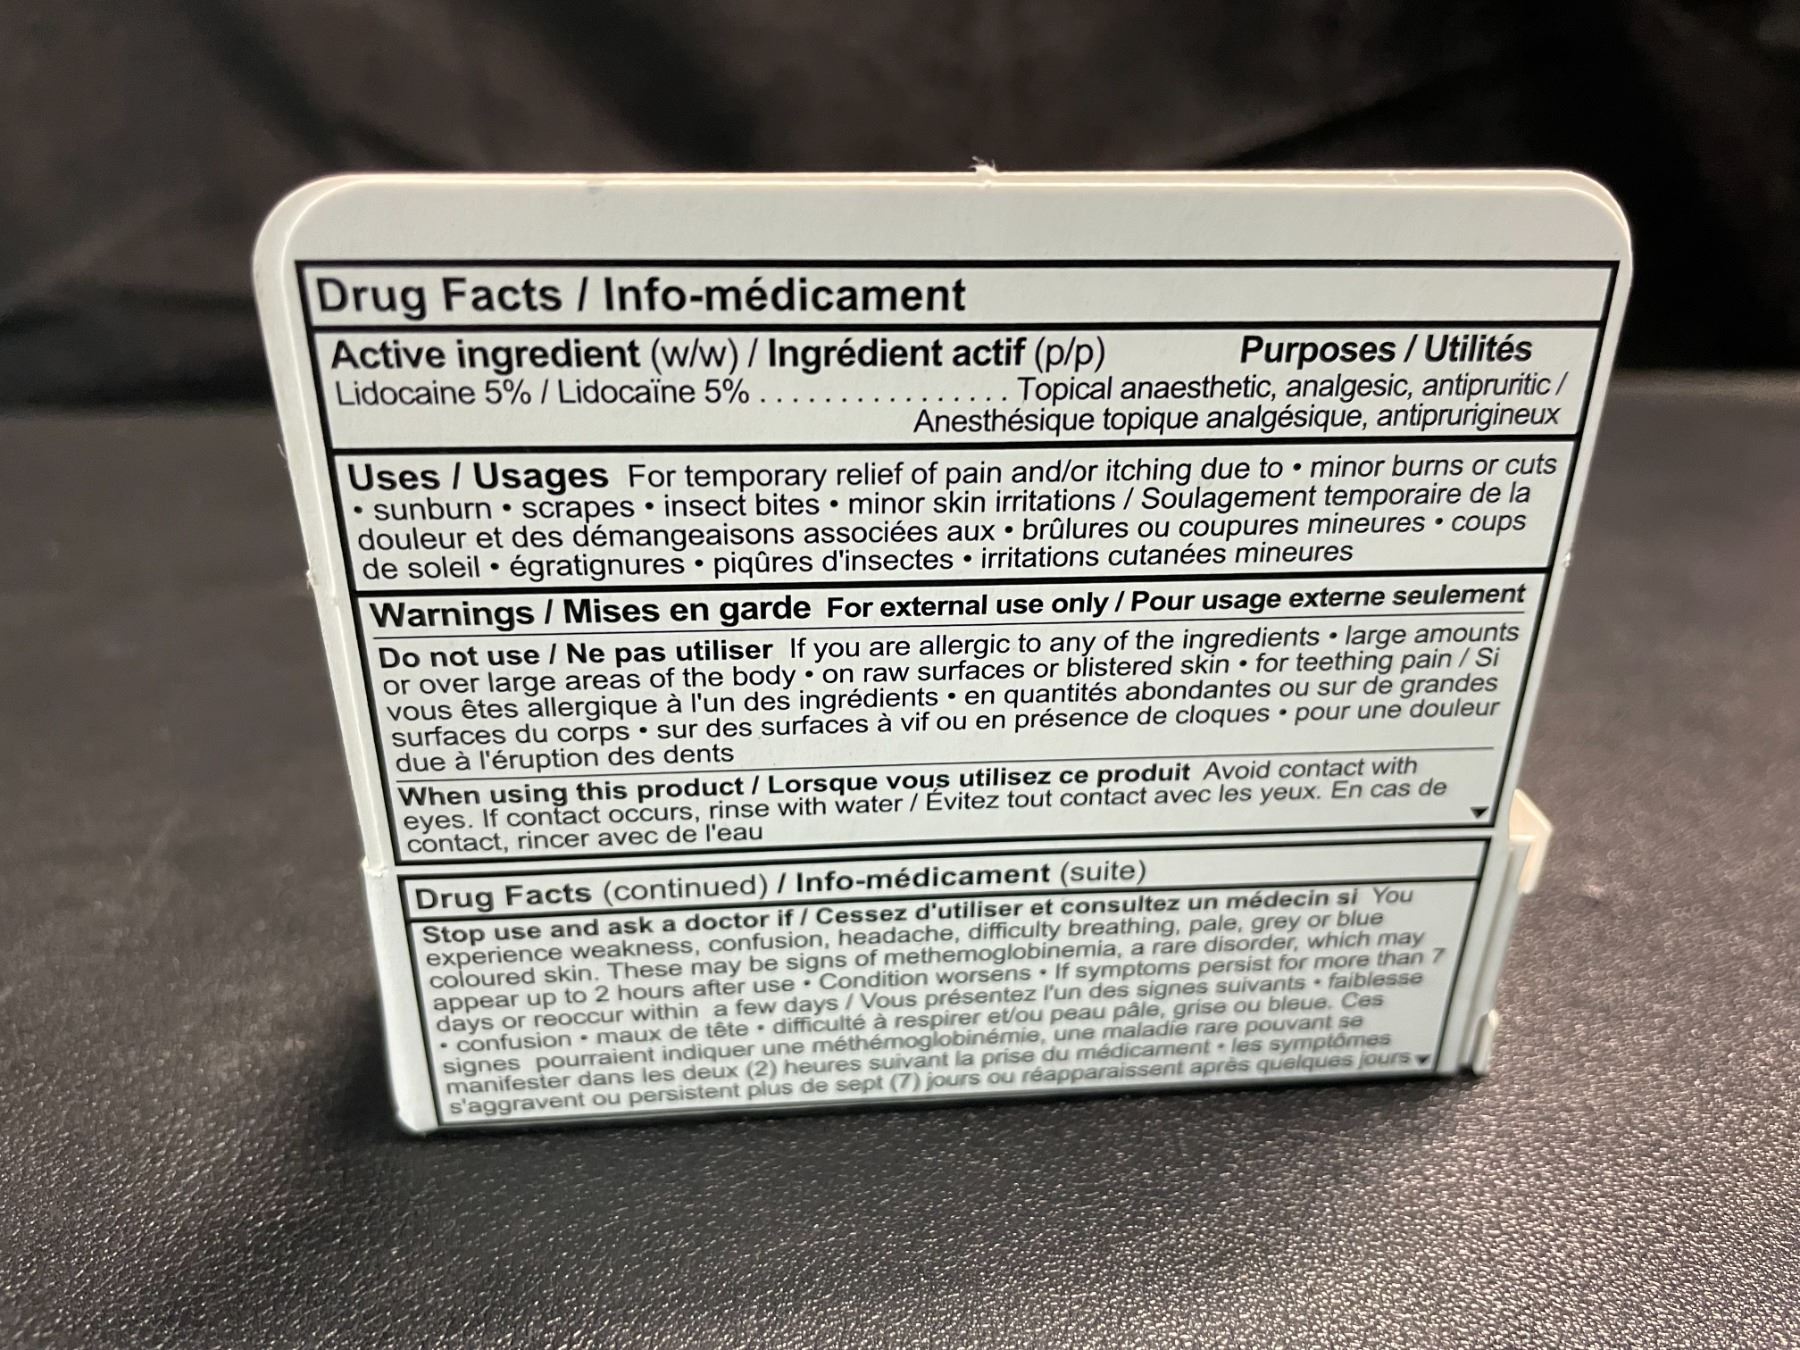 Drug Facts / Info-médicament
Active ingredient (w/w) / Ingrédient actif (p/p) Purposes / Utilités
Lidocaine 5% / Lidocaïne 5% ................ Topical anaesthetic, analgesic, antipruritic /
Anesthésique topique analgésique, antiprurigineux
Uses / Usages For temporary relief of pain and/or itching due to • minor burns or cuts
• sunburn • scrapes • insect bites • minor skin irritations / Soulagement temporaire de la
douleur et des démangeaisons associées aux • brûlures ou coupures mineures • coups
de soleil • égratignures • piqûres d'insectes • irritations cutanées mineures
Warnings / Mises en garde For external use only / Pour usage externe seulement
Do not use / Ne pas utiliser If you are allergic to any of the ingredients • large amounts
or over large areas of the body • on raw surfaces or blistered skin • for teething pain / Si
vous êtes allergique à l'un des ingrédients • en quantités abondantes ou sur de grandes
surfaces du corps • sur des surfaces à vif ou en présence de cloques • pour une douleur
due à l'éruption des dents
When using this product / Lorsque vous utilisez ce produit Avoid contact with
eyes. If contact occurs, rinse with water / Évitez tout contact avec les yeux. En cas de
contact, rincer avec de l'eau
Drug Facts (continued) / Info-médicament (suite)
Stop use and ask a doctor if / Cessez d'utiliser et consultez un médecin si You
experience weakness, confusion, headache, difficulty breathing, pale, grey or blue
coloured skin. These may be signs of methemoglobinemia, a rare disorder, which may
appear up to 2 hours after use • Condition worsens • If symptoms persist for more than 7
days or reoccur within a few days / Vous présentez l'un des signes suivants • faiblesse
• confusion • maux de tête • difficulté à respirer et/ou peau pâle, grise ou bleue. Ces
signes pourraient indiquer une méthémoglobinémie, une maladie rare pouvant se
manifester dans les deux (2) heures suivant la prise du médicament • les symptômes
s'aggravent ou persistent plus de sept (7) jours ou réapparaissent après quelques jours